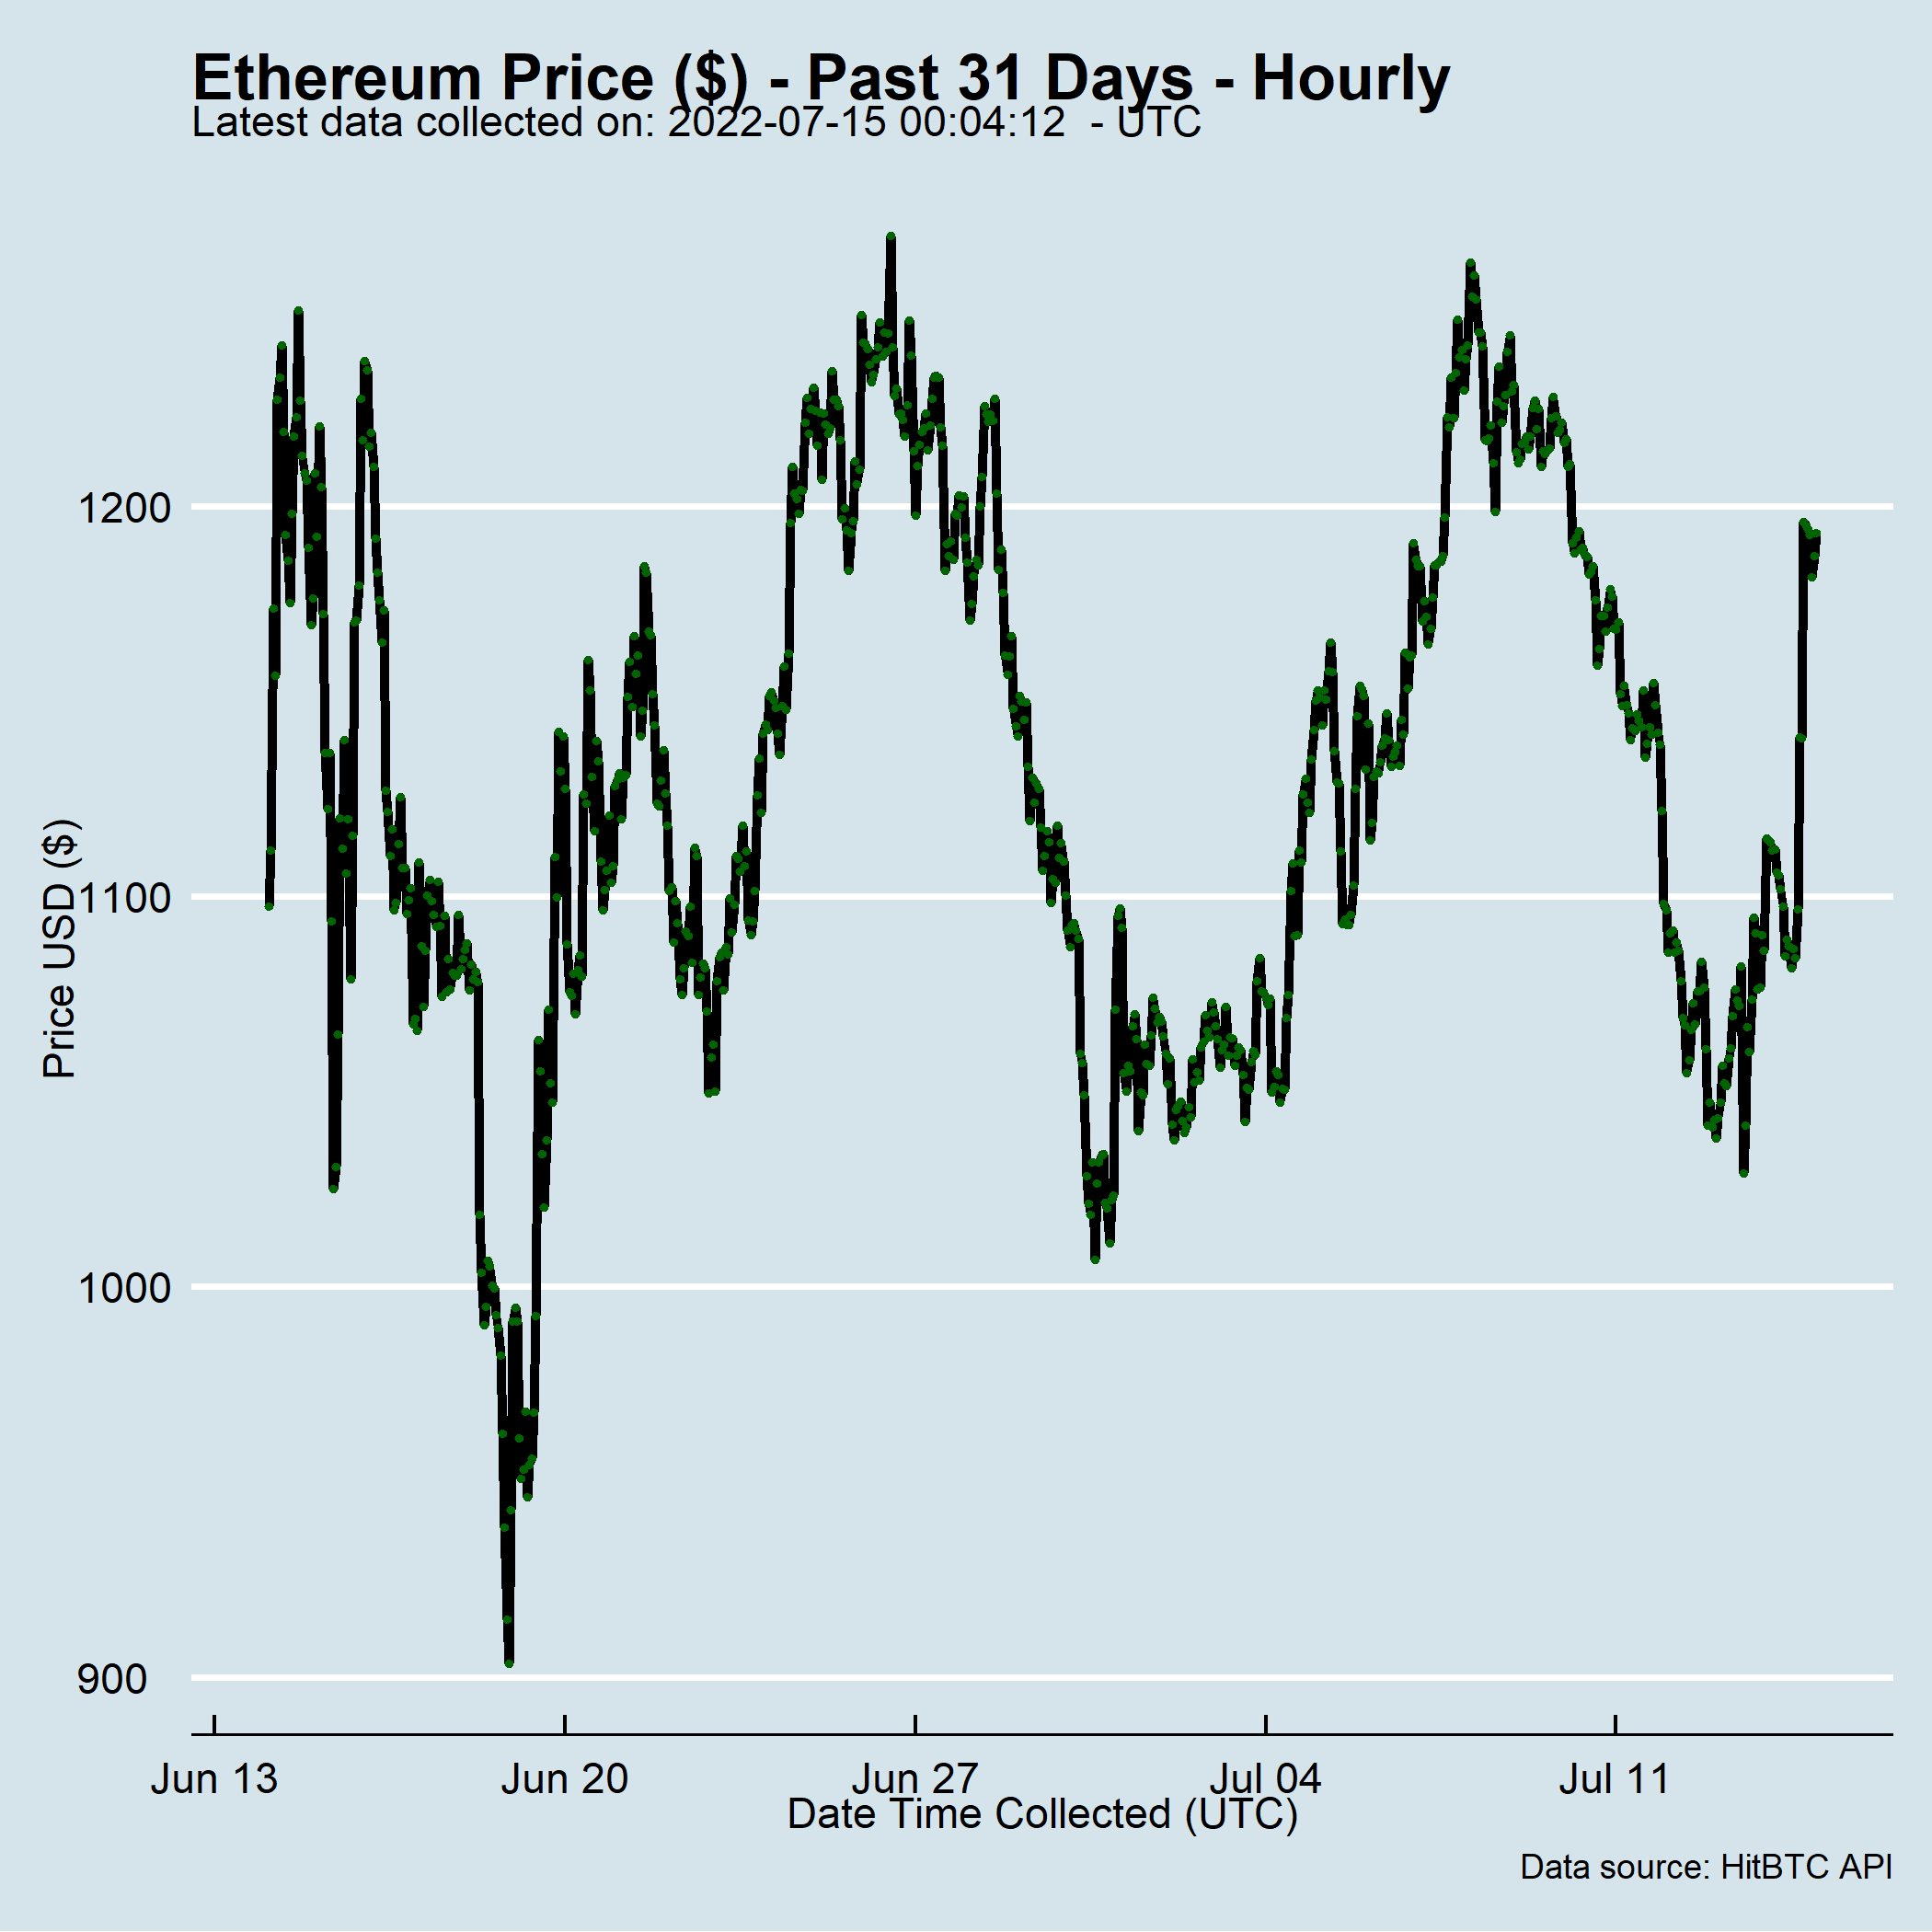 Ethereum Price ($) - Past 31 Days - Hourly
Latest data collected on: 2022-07-15 00:04:12  - UTC
1200
1100
1000
900
Price USD ($)
Jun 13
Jun 20
Jun 27
Jul 04
Jul 11
Date Time Collected (UTC)
Data source: HitBTC API